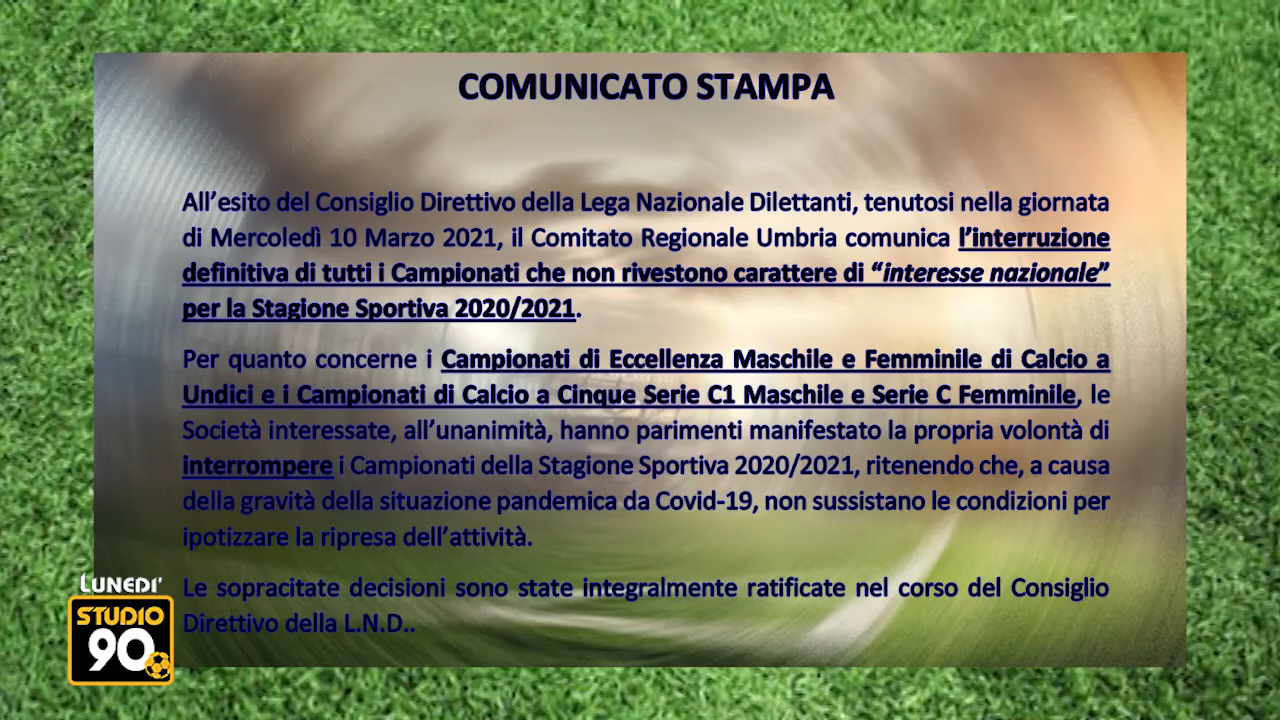 COMUNICATO STAMPA
All’esito del Consiglio Direttivo della Lega Nazionale Dilettanti, tenutosi nella giornata
di Mercoledì 10 Marzo 2021, il Comitato Regionale Umbria comunica l’interruzione
definitiva di tutti i Campionati che non rivestono carattere di “interesse nazionale”
per la Stagione Sportiva 2020/2021.
Per quanto concerne i Campionati di Eccellenza Maschile e Femminile di Calcio a
Undici e i Campionati di Calcio a Cinque Serie C1 Maschile e Serie C Femminile, le
Società interessate, all’unanimità, hanno parimenti manifestato la propria volontà di
interrompere i Campionati della Stagione Sportiva 2020/2021, ritenendo che, a causa
della gravità della situazione pandemica da Covid-19, non sussistano le condizioni per
ipotizzare la ripresa dell’attività.
Le sopracitate decisioni sono state integralmente ratificate nel corso del Consiglio
Direttivo della L.N.D..
LUNEDI’
STUDIO
90